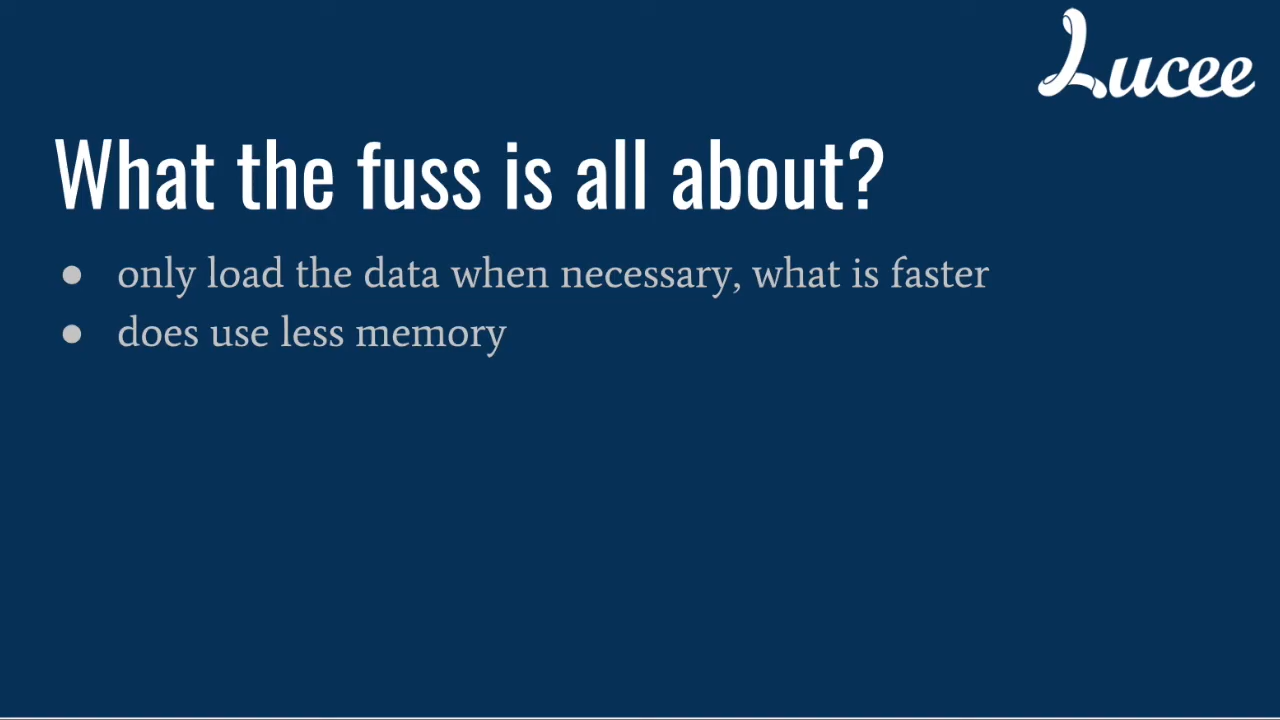 Lucee
What the fuss is all about?
● only load the data when necessary, what is faster
● does use less memory